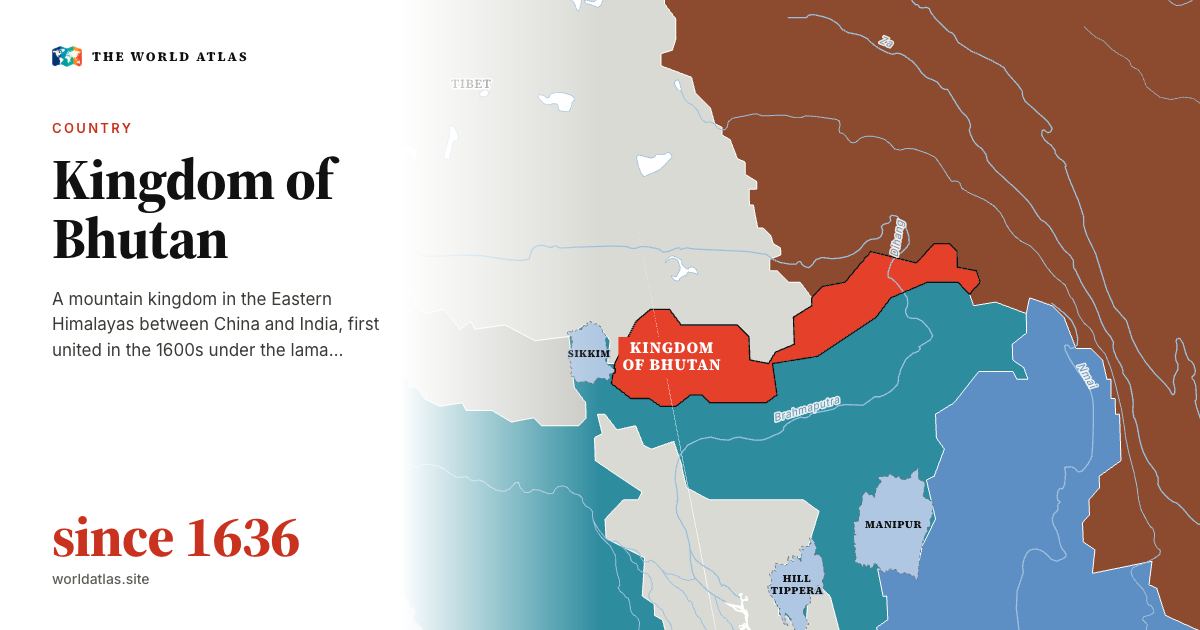 THE WORLD ATLAS
COUNTRY
Kingdom of
Bhutan
A mountain kingdom in the Eastern
Himalayas between China and India, first
united in the 1600s under the lama...
since 1636
worldatlas.site
TIBET
Za
Dihang
SIKKIM
KINGDOM
OF BHUTAN
Brahmaputra
Nmai
MANIPUR
HILL
TIPPERA